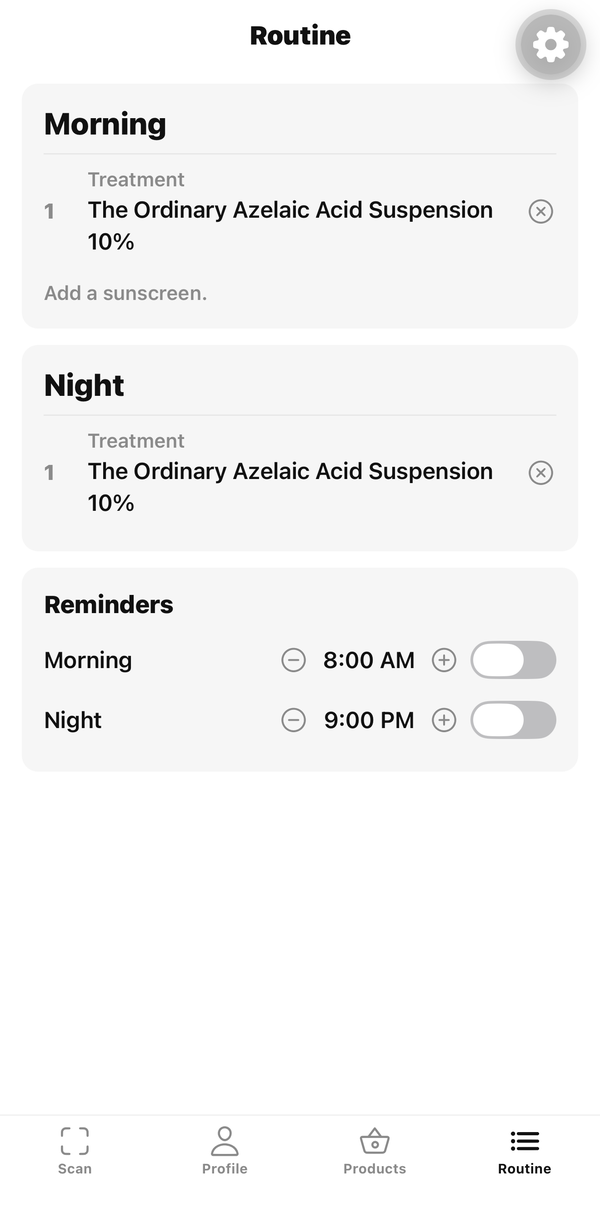 Routine
Morning
Treatment
1
The Ordinary Azelaic Acid Suspension
10%
Add a sunscreen.
Night
Treatment
1
The Ordinary Azelaic Acid Suspension
10%
Reminders
Morning 8:00 AM
Night 9:00 PM
Scan Profile Products Routine